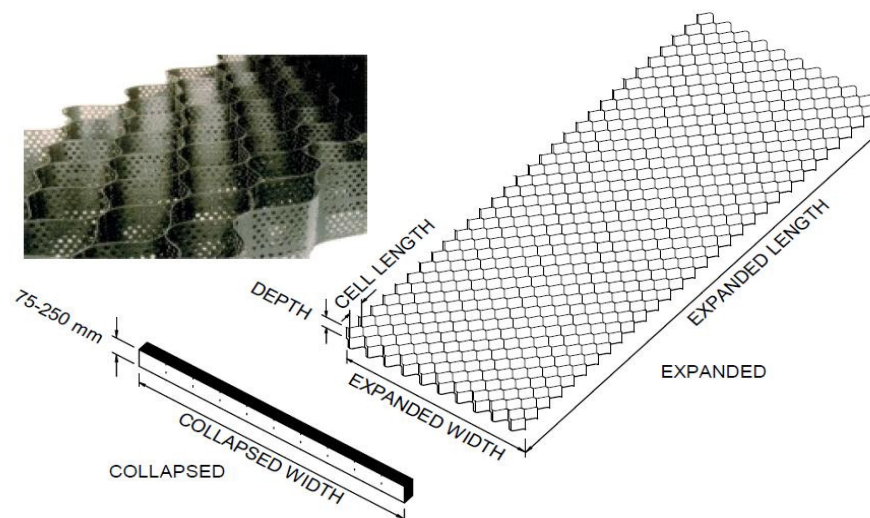 75-250 mm
DEPTH
CELL LENGTH
EXPANDED LENGTH
EXPANDED WIDTH
EXPANDED
COLLAPSED WIDTH
COLLAPSED